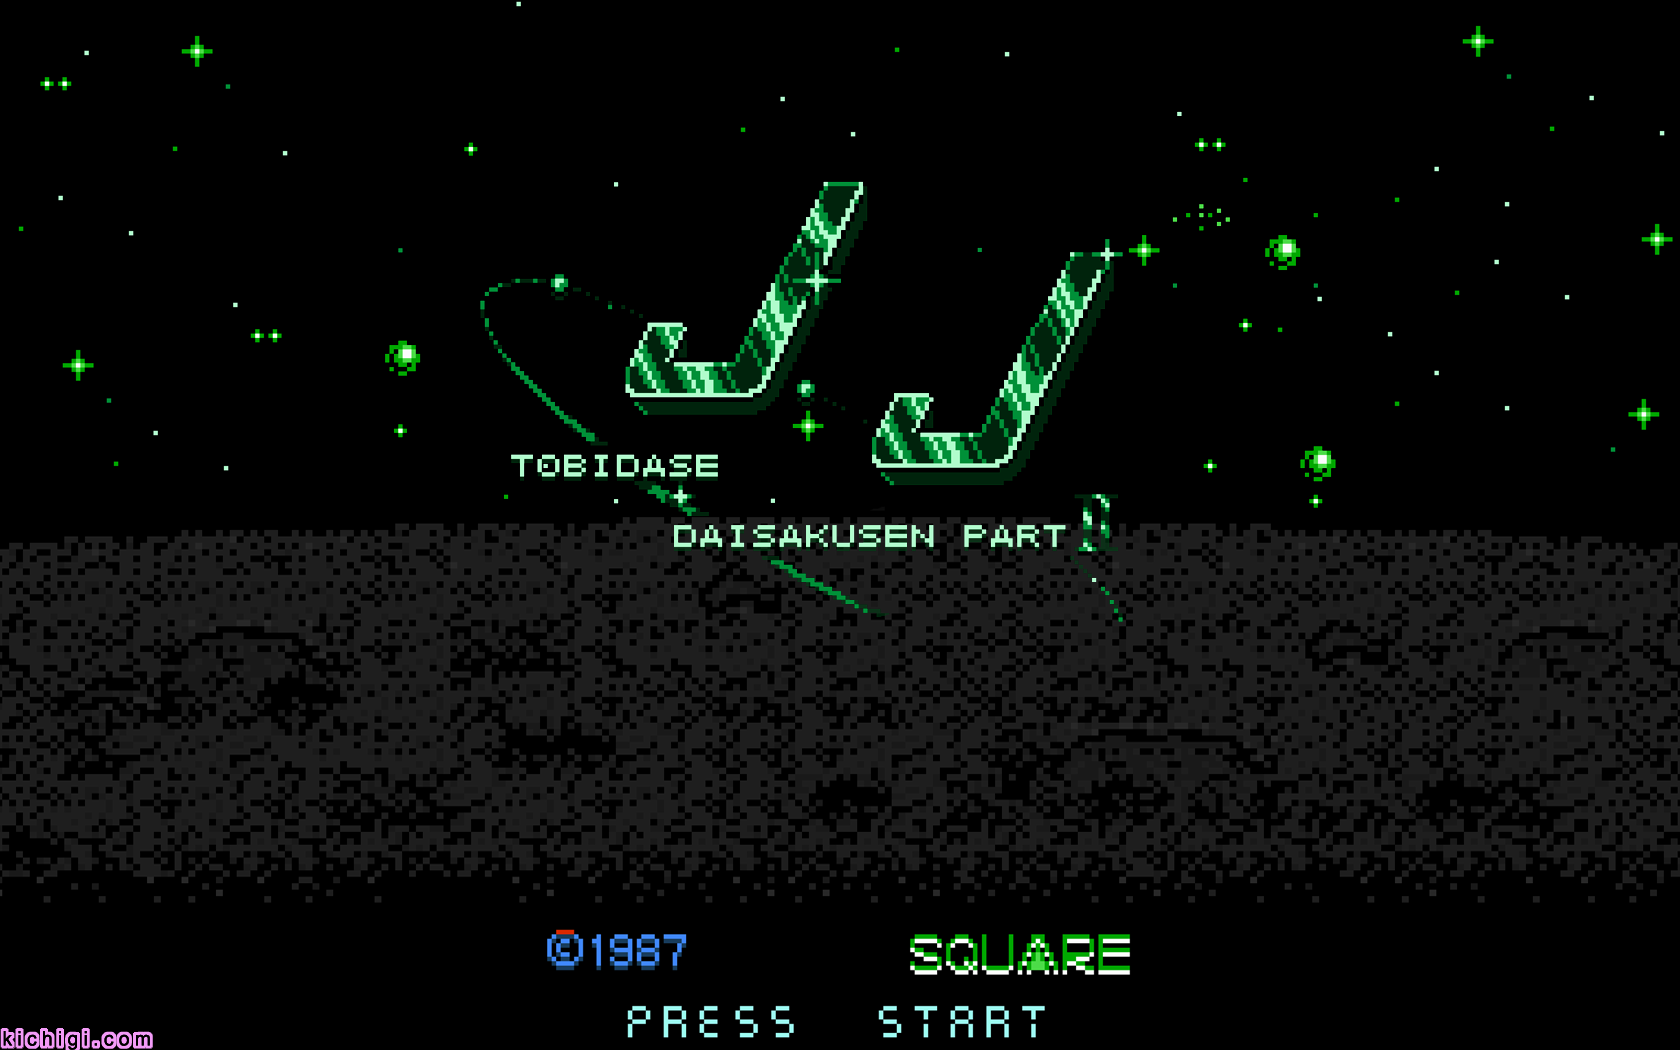 JJ
TOBIDASE
DAISAKUSEN PART II
©1987 SQUARE
PRESS START
kichigi.com